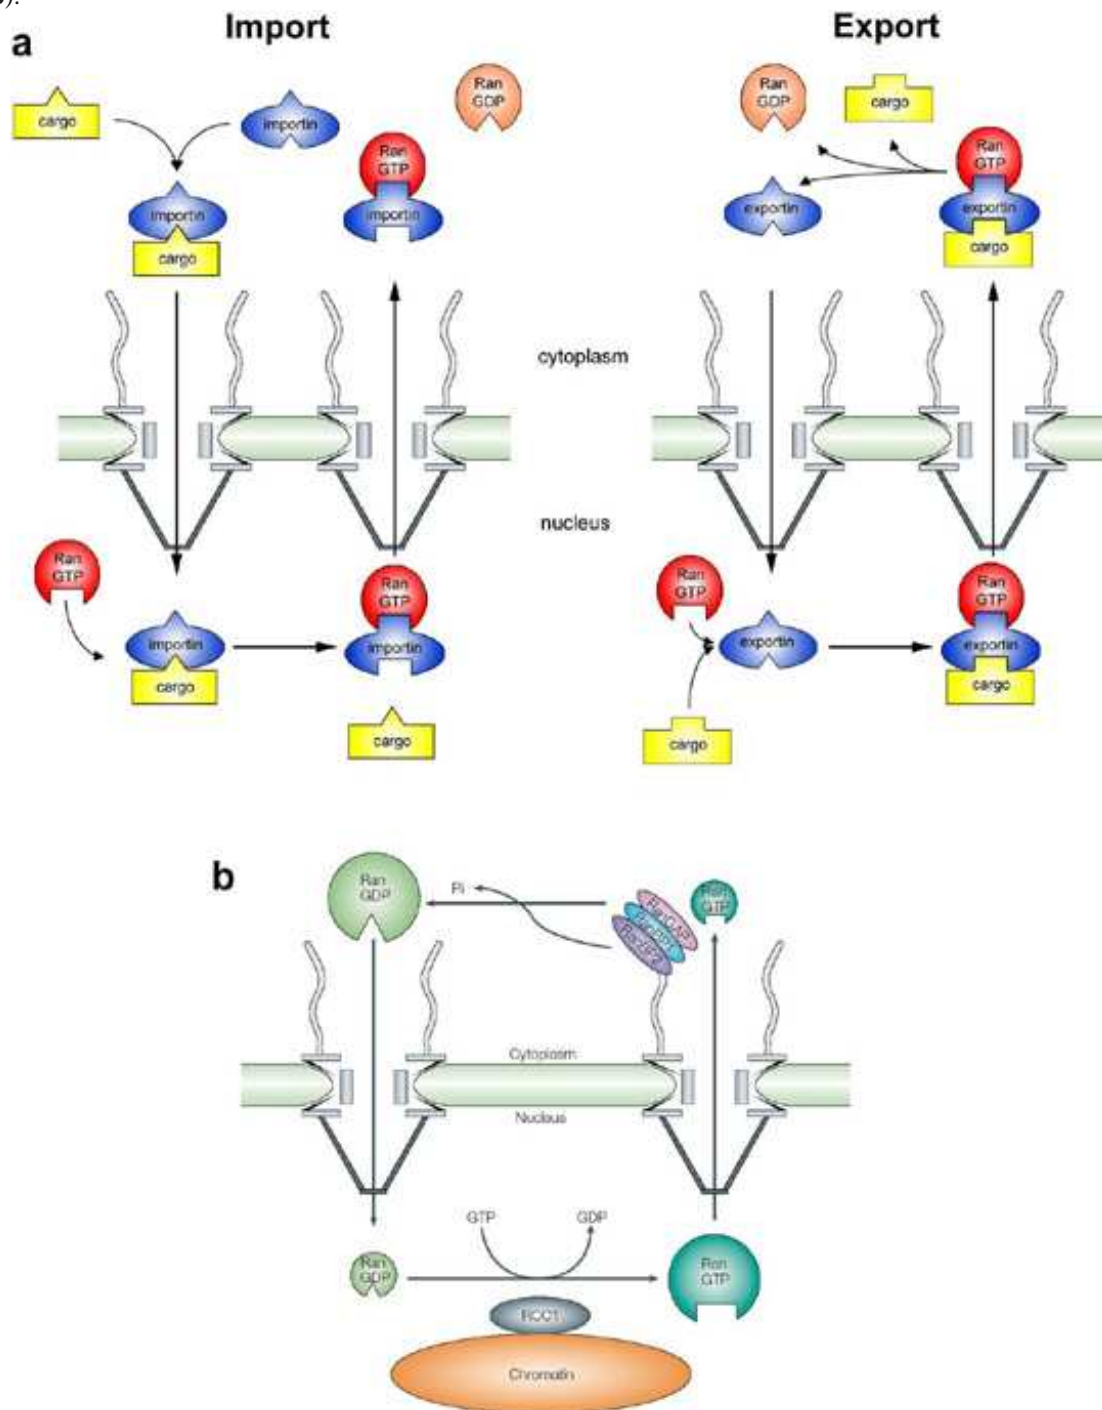 Import
Export
a
cargo
importin
Ran
GDP
Ran
GTP
importin
importin
cargo
Ran
GDP
cargo
Ran
GTP
exportin
exportin
cargo
cytoplasm
nucleus
Ran
GTP
importin
cargo
Ran
GTP
importin
cargo
Ran
GTP
exportin
cargo
Ran
GTP
exportin
cargo
b
Ran
GDP
Pi
RanGAP
Ran
GTP
Cytoplasm
Nucleus
GTP
GDP
Ran
GDP
Ran
GTP
RCC1
Chromatin